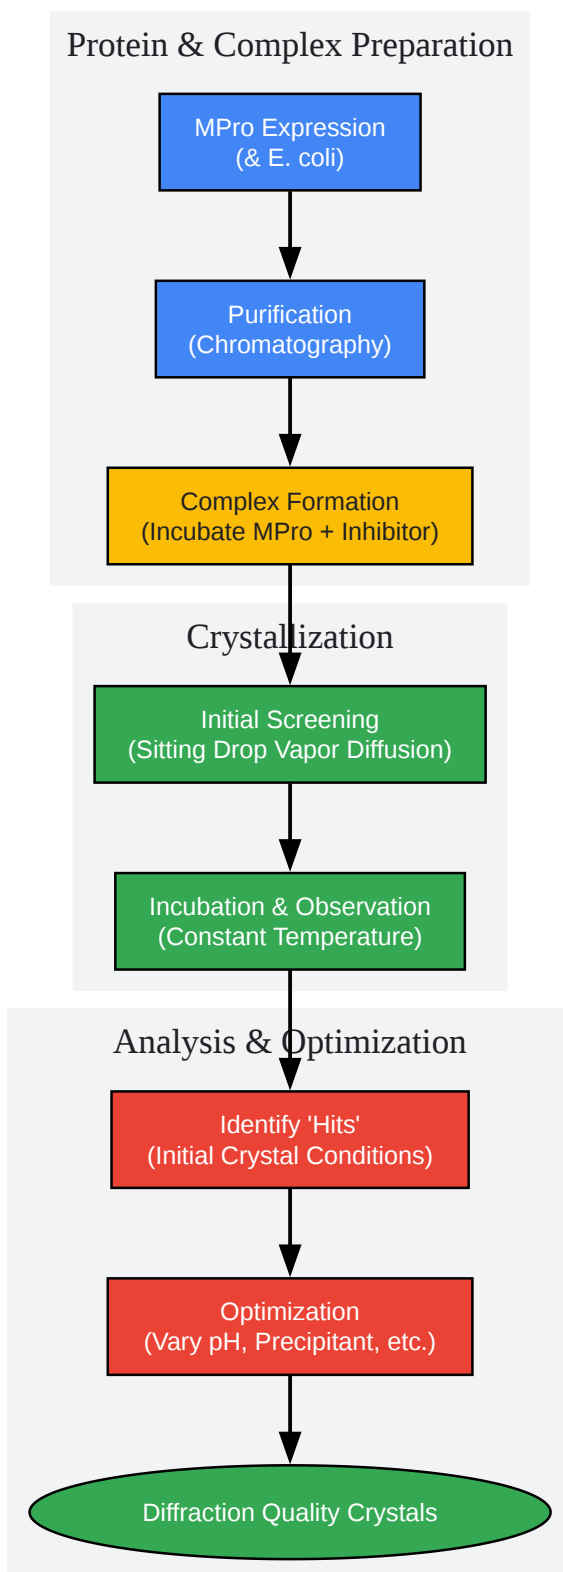 Protein & Complex Preparation
MPro Expression
(& E. coli)
Purification
(Chromatography)
Complex Formation
(Incubate MPro + Inhibitor)
Crystallization
Initial Screening
(Sitting Drop Vapor Diffusion)
Incubation & Observation
(Constant Temperature)
Analysis & Optimization
Identify 'Hits'
(Initial Crystal Conditions)
Optimization
(Vary pH, Precipitant, etc.)
Diffraction Quality Crystals